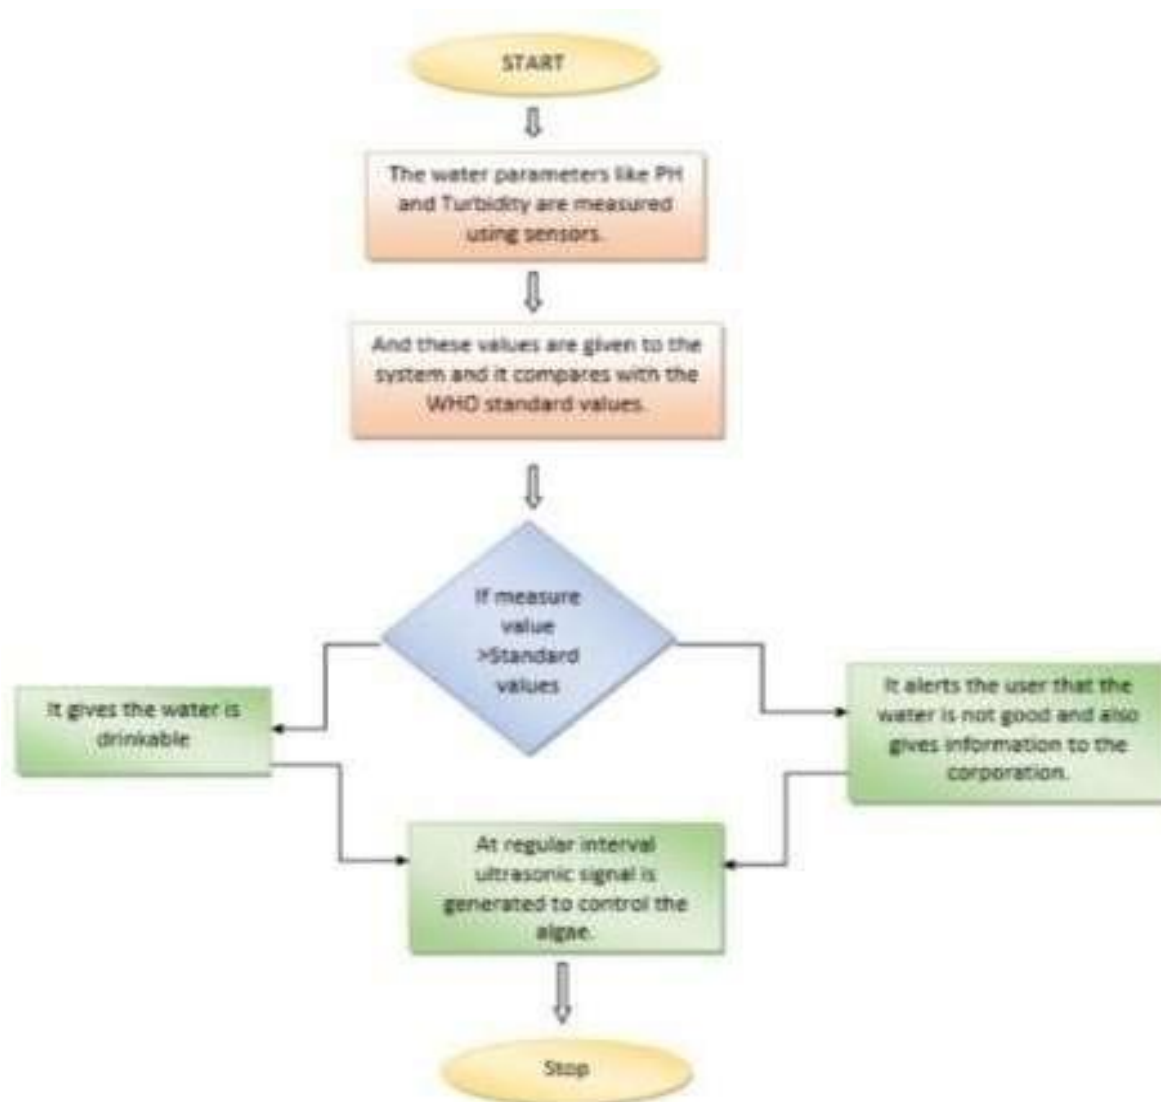 START
The water parameters like PH
and Turbidity are measured
using sensors.
And these values are given to the
system and it compares with the
WHO standard values.
If measure
value
>Standard
values
It gives the water is
drinkable
It alerts the user that the
water is not good and also
gives information to the
corporation.
At regular interval
ultrasonic signal is
generated to control the
algae.
Stop